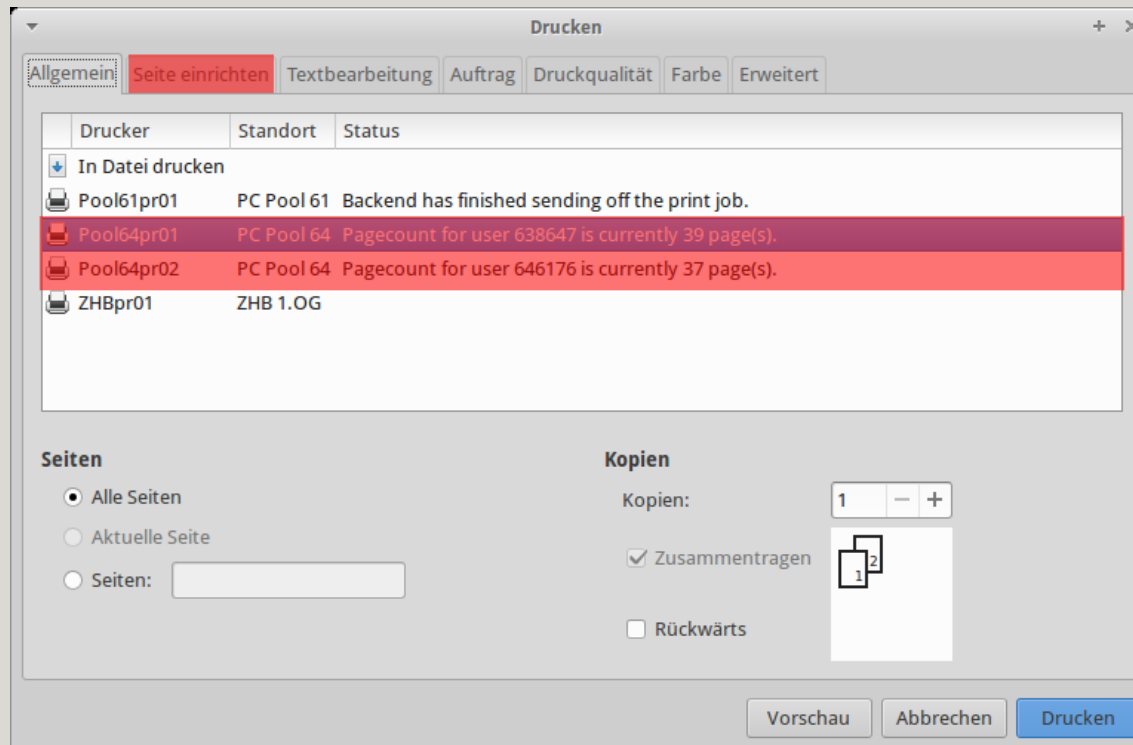 Drucken
Allgemein Seite einrichten Textbearbeitung Auftrag Druckqualität Farbe Erweitert
Drucker Standort Status
In Datei drucken
Pool61pr01 PC Pool 61 Backend has finished sending off the print job.
Pool64pr01 PC Pool 64 Pagecount for user 638647 is currently 39 page(s).
Pool64pr02 PC Pool 64 Pagecount for user 646176 is currently 37 page(s).
ZHBpr01 ZHB 1.OG
Seiten
Alle Seiten
Aktuelle Seite
Seiten:
Kopien
Kopien: 1
Zusammentragen
1 2
Rückwärts
Vorschau Abbrechen Drucken